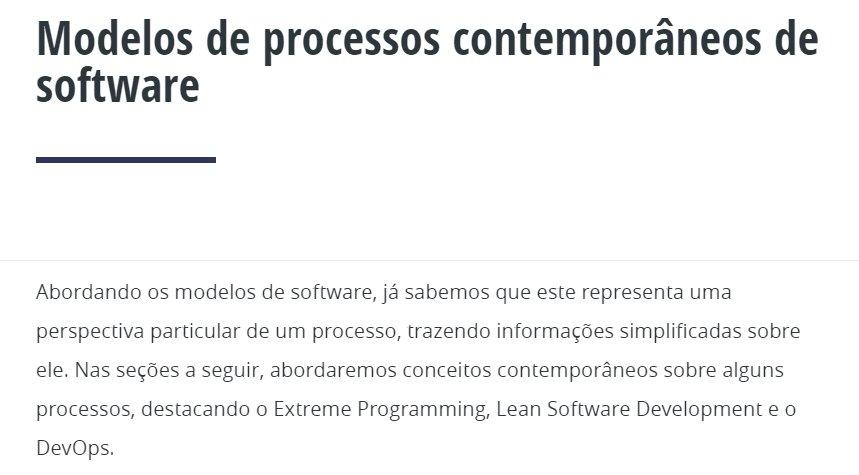 Modelos de processos contemporâneos de
software
Abordando os modelos de software, já sabemos que este representa uma
perspectiva particular de um processo, trazendo informações simplificadas sobre
ele. Nas seções a seguir, abordaremos conceitos contemporâneos sobre alguns
processos, destacando o Extreme Programming, Lean Software Development e o
DevOps.